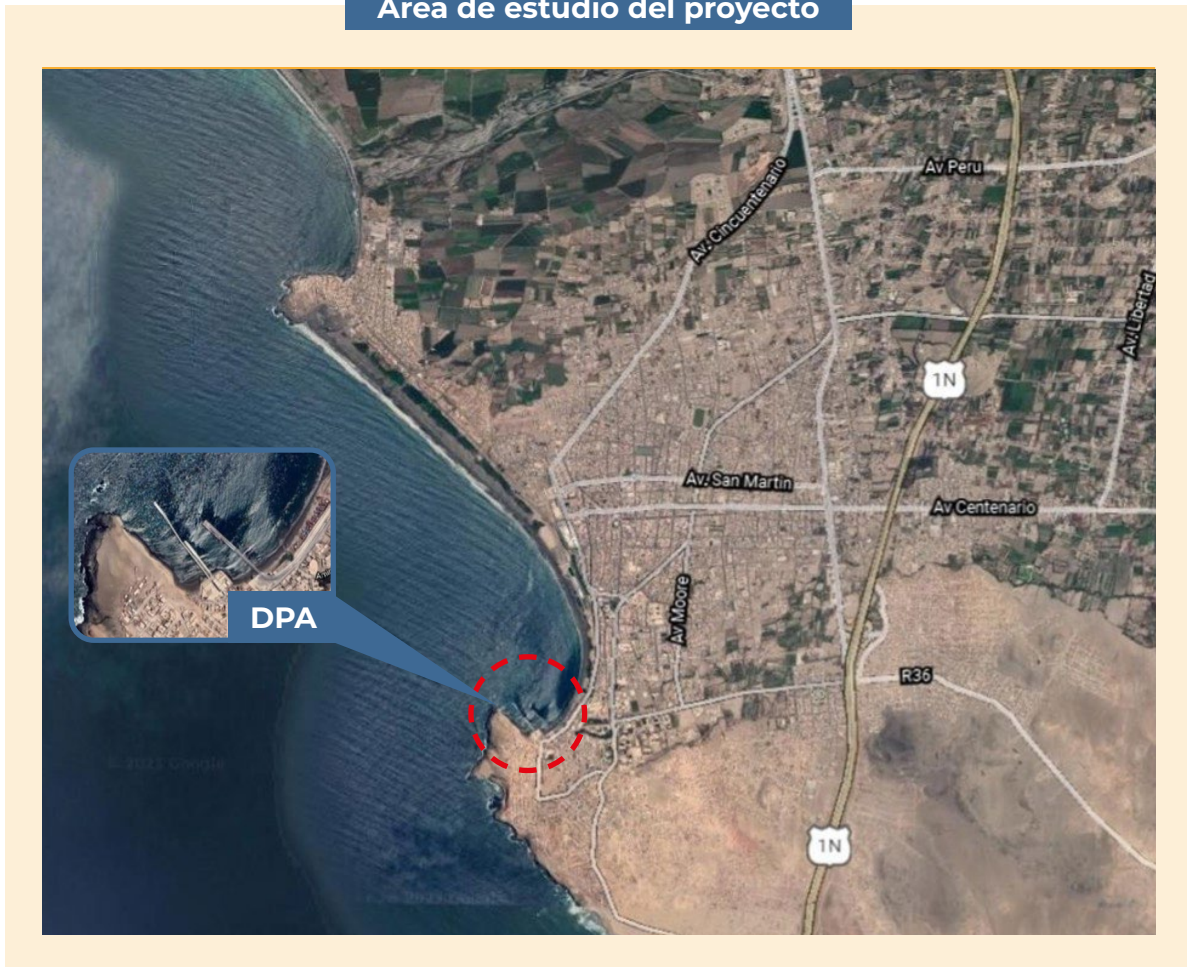 Área de estudio del proyecto
Av Peru
Av. Cincuentenario
Av. Libertad
1N
Av. San Martin
Av Centenario
DPA
Av Moore
R36
1N